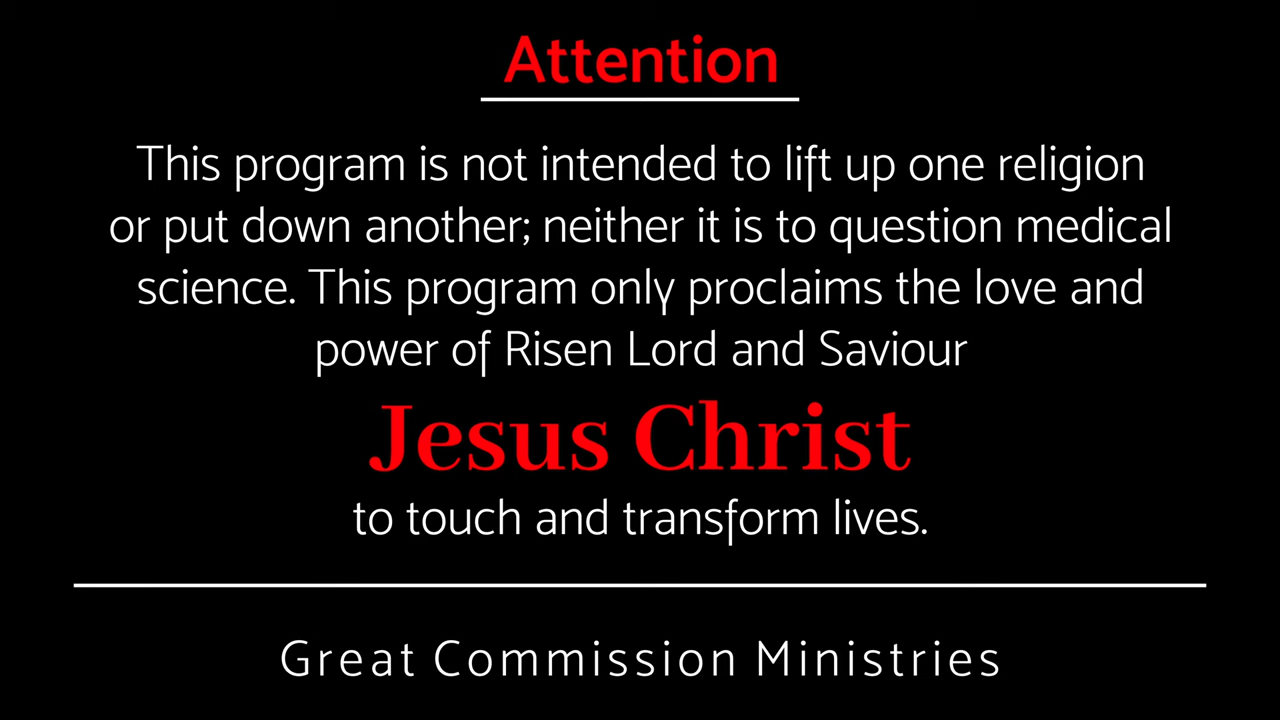 Attention
This program is not intended to lift up one religion
or put down another; neither it is to question medical
science. This program only proclaims the love and
power of Risen Lord and Saviour
Jesus Christ
to touch and transform lives.
Great Commission Ministries